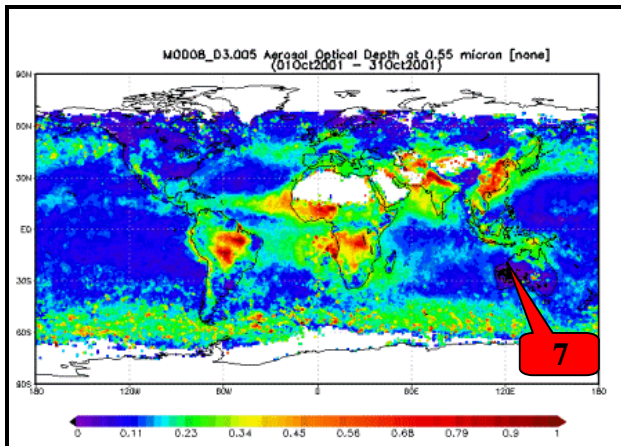 MOD08_D3.005 Aerosol Optical Depth at 0.55 micron [none]
(01Oct2001 - 31Oct2001)
90N
60N
30N
EQ
30S
60S
90S
180 120W 60W 0 60E 120E 180
7
0 0.11 0.23 0.34 0.45 0.56 0.68 0.79 0.9 1